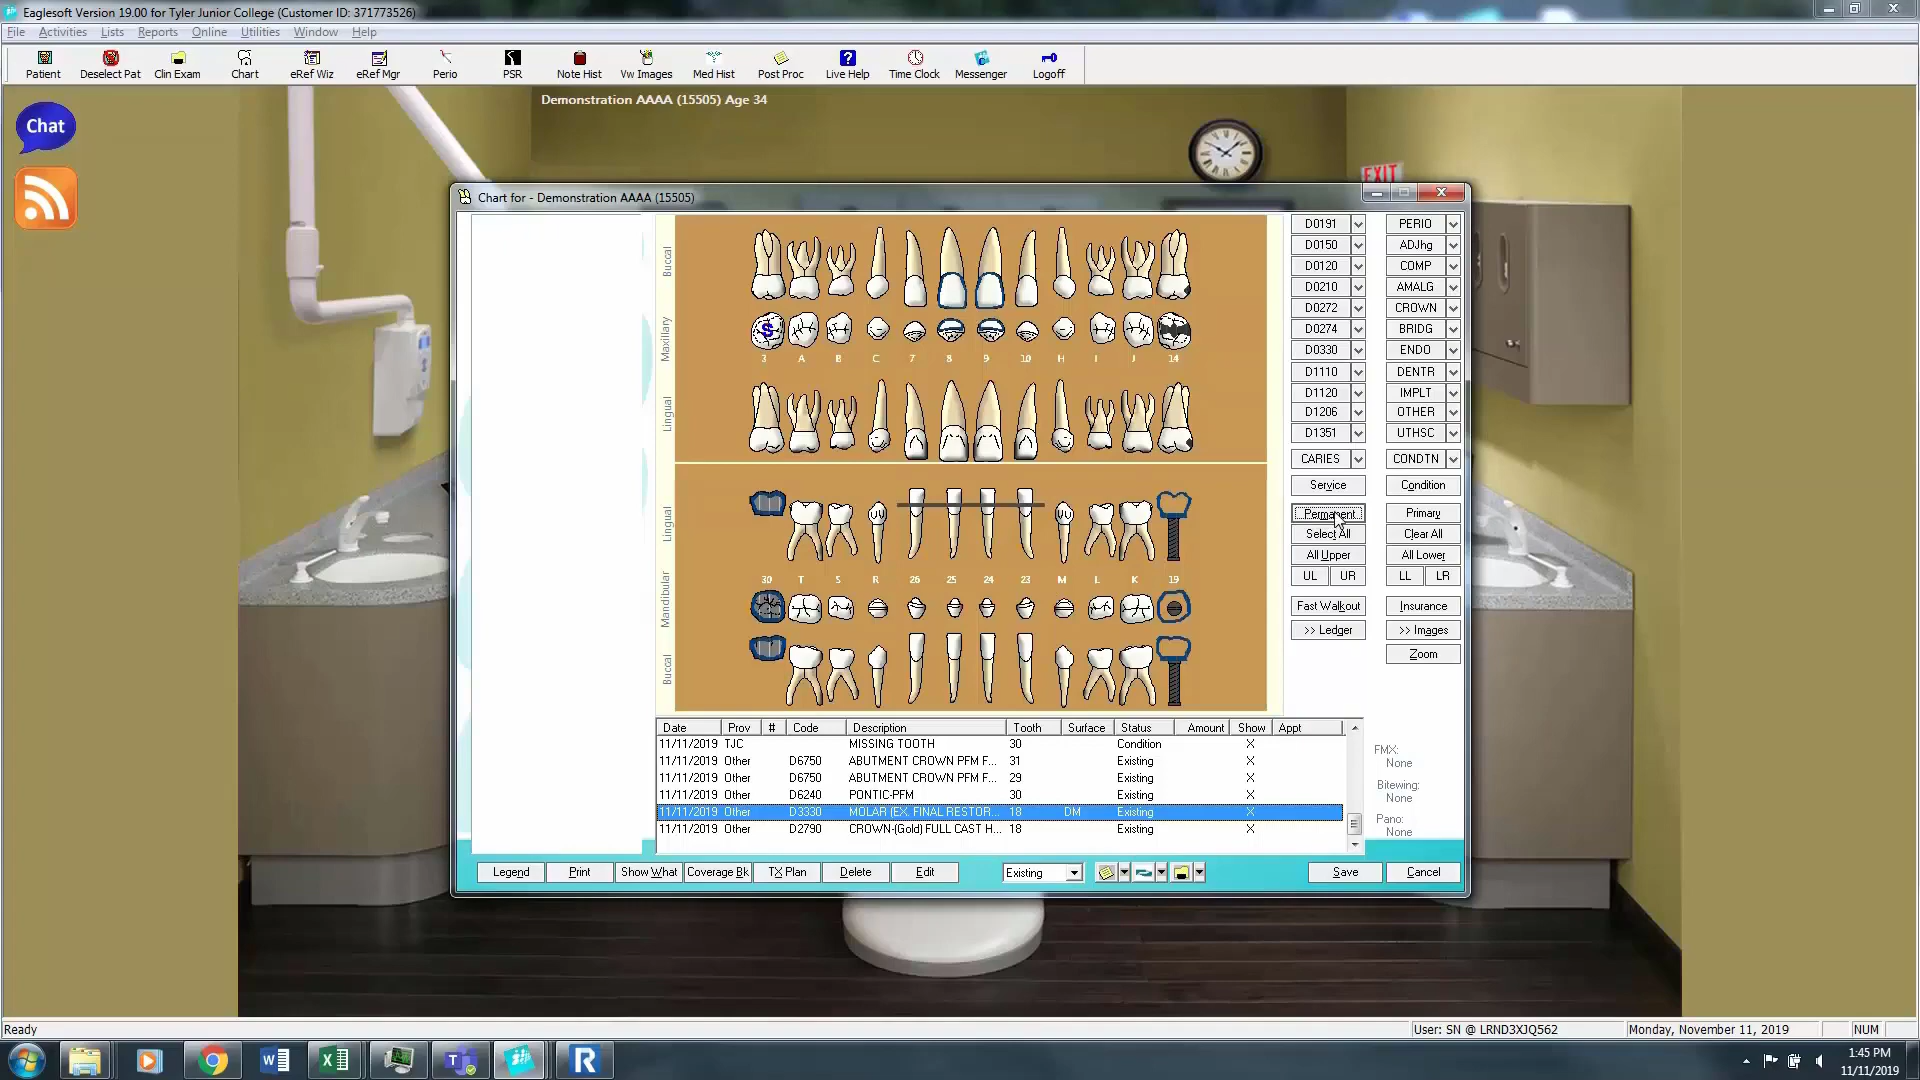 Eaglesoft Version 19.00 for Tyler Junior College (Customer ID: 371773526)
File Activities Lists Reports Online Utilities Window Help
Patient Deselect Pat Clin Exam Chart eRef Wiz eRef Mgr Perio PSR Note Hist Vw Images Med Hist Post Proc Live Help Time Clock Messenger Logoff
Demonstration AAAA (15505) Age 34
Chat
EXIT
Chart for - Demonstration AAAA (15505)
Buccal
Maxillary
Lingual
S
3 A B C 7 8 9 10 H I J 14
Lingual
Mandibular
Buccal
30 T S R 26 25 24 23 M L K 19
D0191 PERIO
D0150 ADJhg
D0120 COMP
D0210 AMALG
D0272 CROWN
D0274 BRIDG
D0330 ENDO
D1110 DENTR
D1120 IMPLT
D1206 OTHER
D1351 UTHSC
CARIES CONDTN
Service Condition
Permanent Primary
Select All Clear All
All Upper All Lower
UL UR LL LR
Fast Walkout Insurance
>> Ledger >> Images
Zoom
Date Prov # Code Description Tooth Surface Status Amount Show Appt
11/11/2019 TJC MISSING TOOTH 30 Condition X
11/11/2019 Other D6750 ABUTMENT CROWN PFM F... 31 Existing X
11/11/2019 Other D6750 ABUTMENT CROWN PFM F... 29 Existing X
11/11/2019 Other D6240 PONTIC-PFM 30 Existing X
11/11/2019 Other D3330 MOLAR (EX. FINAL RESTOR... 18 DM Existing X
11/11/2019 Other D2790 CROWN-(Gold) FULL CAST H... 18 Existing X
FMX:
None
Bitewing:
None
Pano:
None
Legend Print Show What Coverage Bk TX Plan Delete Edit Existing Save Cancel
Ready User: SN @ LRND3XJQ562 Monday, November 11, 2019 NUM
1:45 PM
11/11/2019